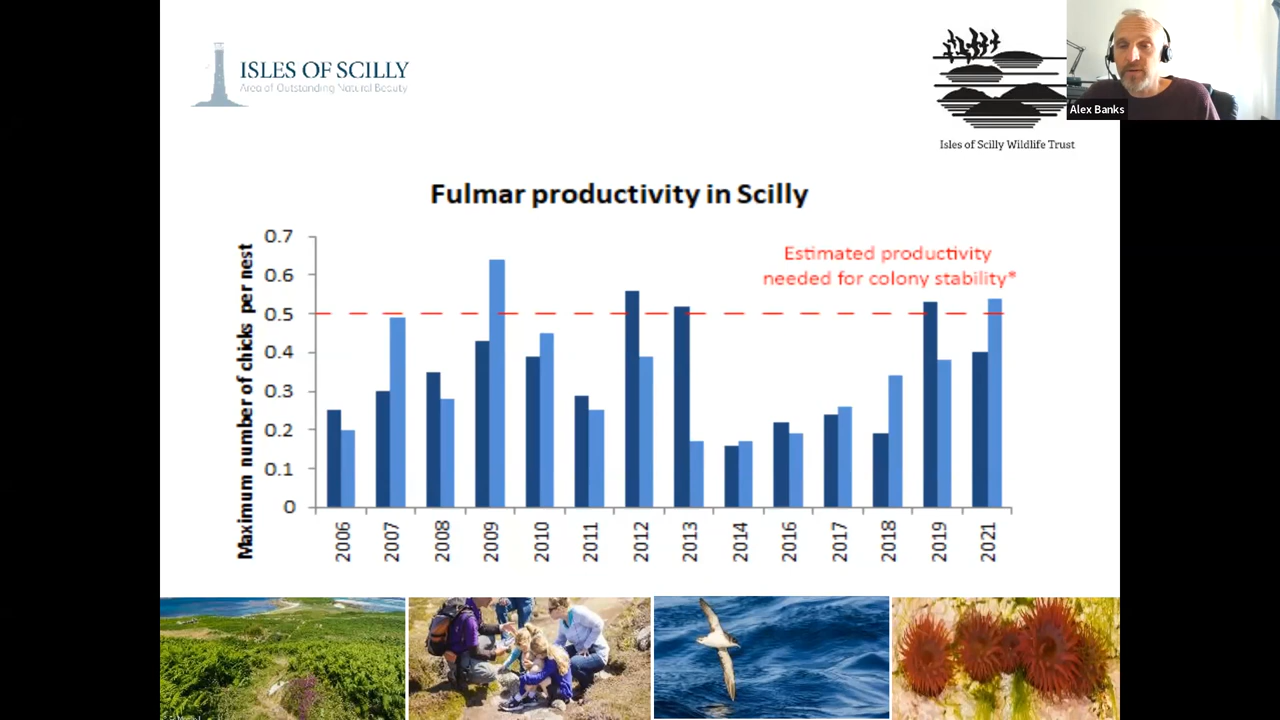 ISLES OF SCILLY
Area of Outstanding Natural Beauty
Isles of Scilly Wildlife Trust
Alex Banks
Fulmar productivity in Scilly
Maximum number of chicks per nest
0.7
0.6
0.5
0.4
0.3
0.2
0.1
0
Estimated productivity
needed for colony stability*
2006
2007
2008
2009
2010
2011
2012
2013
2014
2016
2017
2018
2019
2021